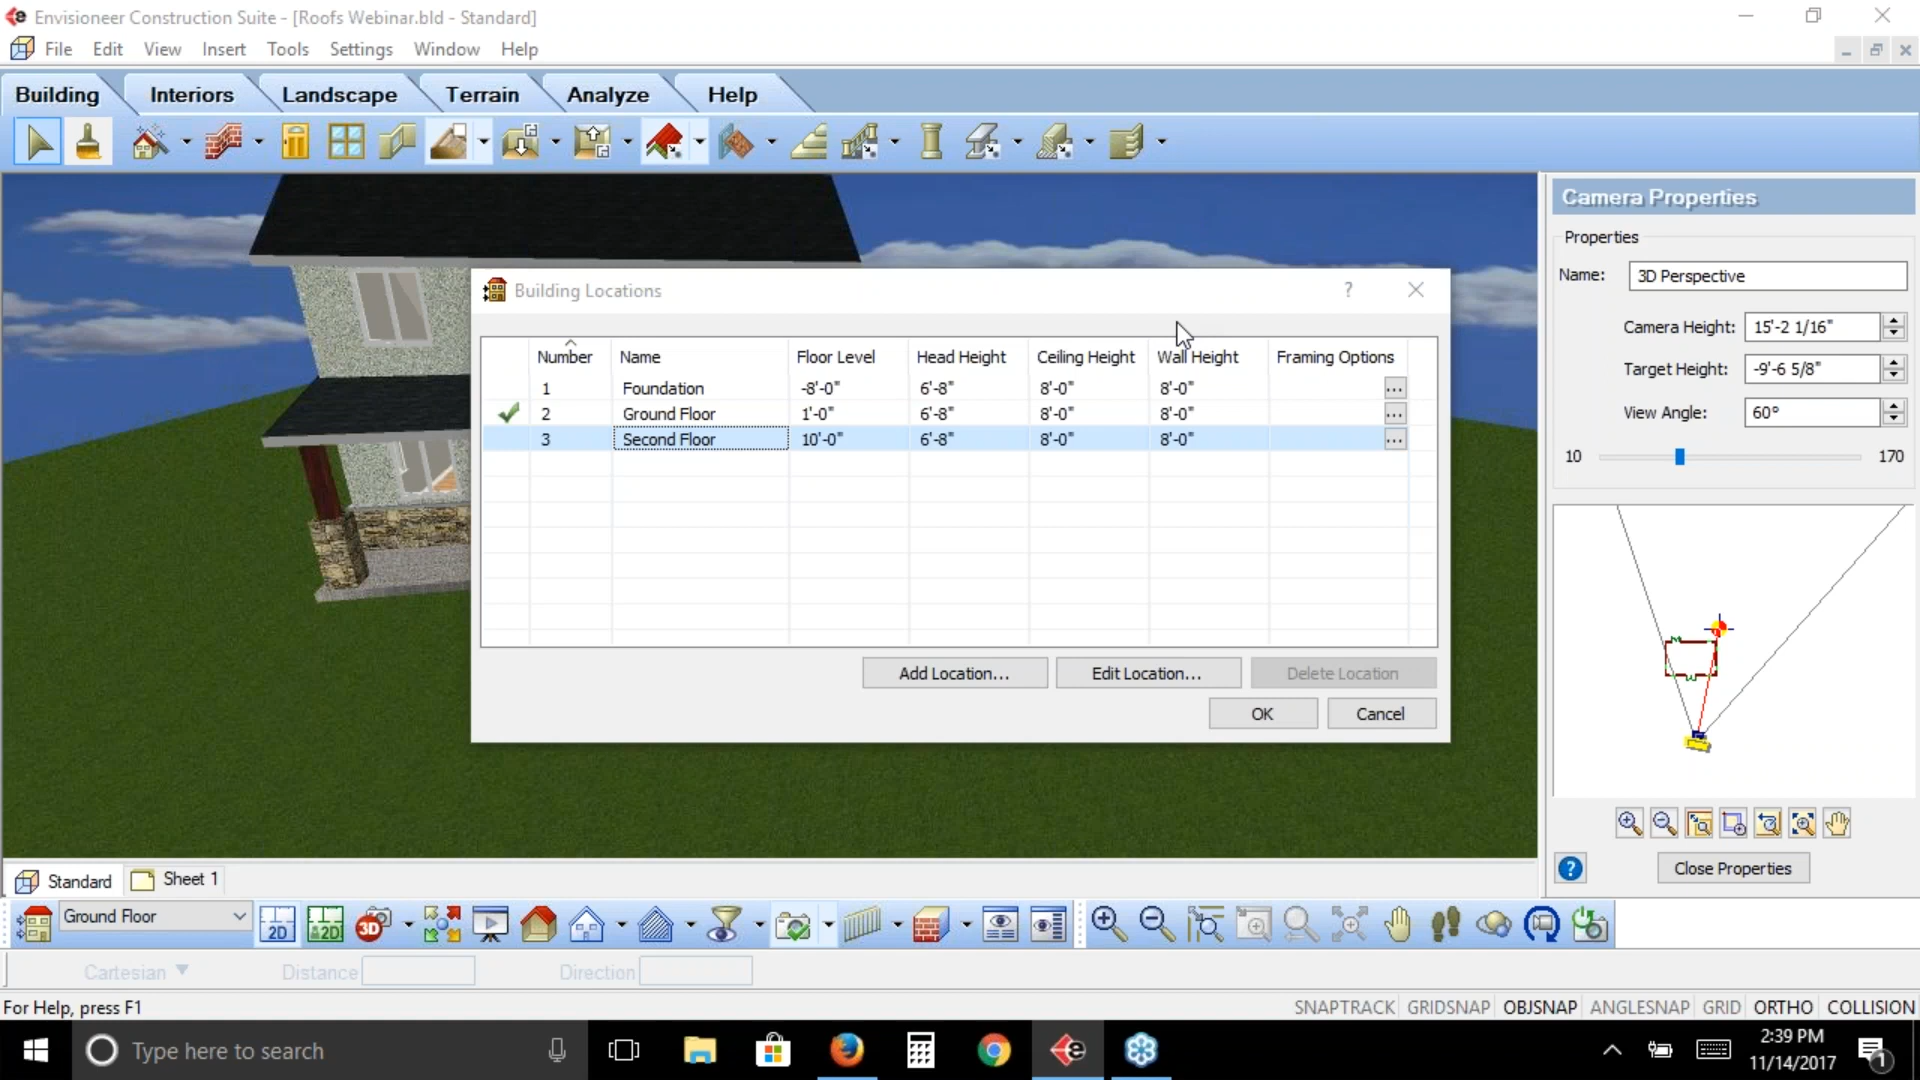 Envisioneer Construction Suite - [Roofs Webinar.bld - Standard]
File Edit View Insert Tools Settings Window Help
Building Interiors Landscape Terrain Analyze Help
Camera Properties
Properties
Name: 3D Perspective
Camera Height: 15'-2 1/16"
Target Height: -9'-6 5/8"
View Angle: 60°
10 170
Building Locations ?
Number Name Floor Level Head Height Ceiling Height Wall Height Framing Options
1 Foundation -8'-0" 6'-8" 8'-0" 8'-0" ...
2 Ground Floor 1'-0" 6'-8" 8'-0" 8'-0" ...
3 Second Floor 10'-0" 6'-8" 8'-0" 8'-0" ...
Add Location... Edit Location... Delete Location
OK Cancel
Close Properties
Standard Sheet 1
Ground Floor 2D 2D 3D
Cartesian Distance Direction
For Help, press F1 SNAPTRACK GRIDSNAP OBJSNAP ANGLESNAP GRID ORTHO COLLISION
Type here to search
2:39 PM
11/14/2017
1